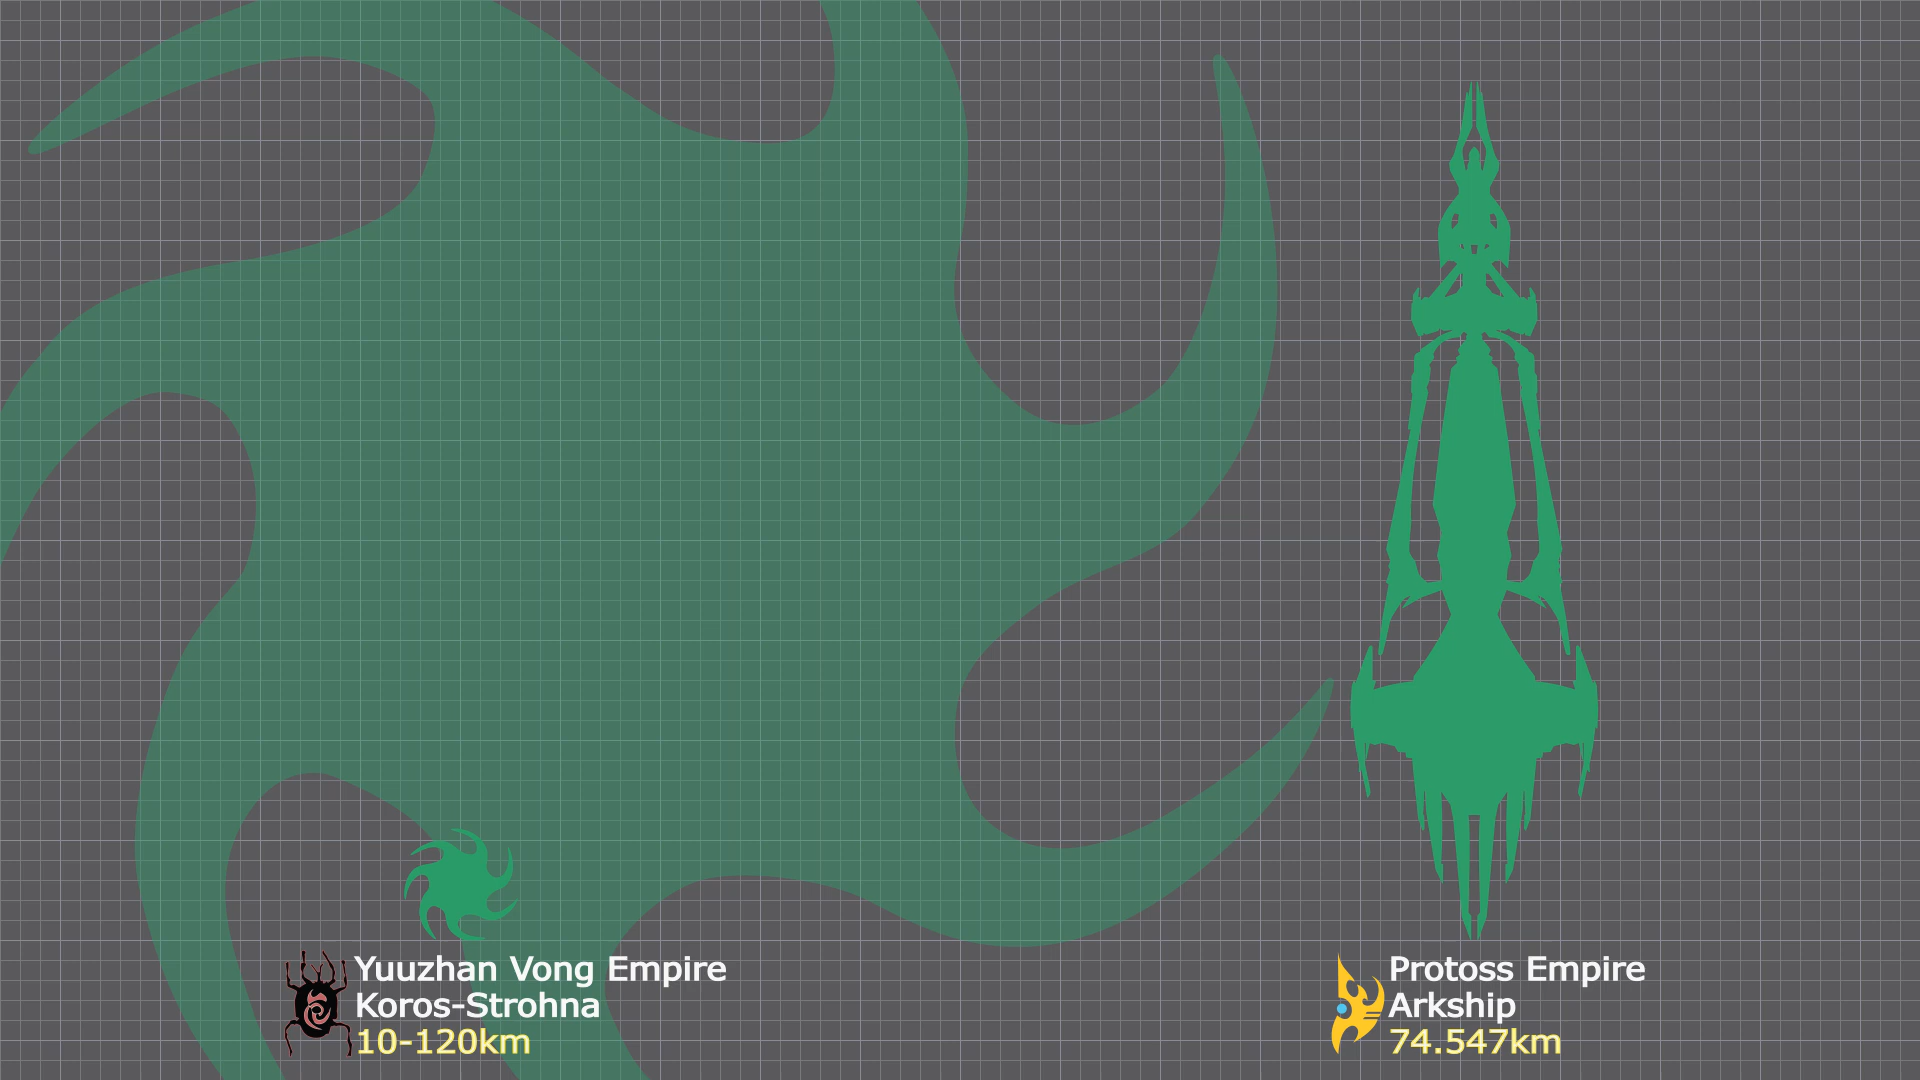 Yuuzhan Vong Empire
Koros-Strohna
10-120km
Protoss Empire
Arkship
74.547km